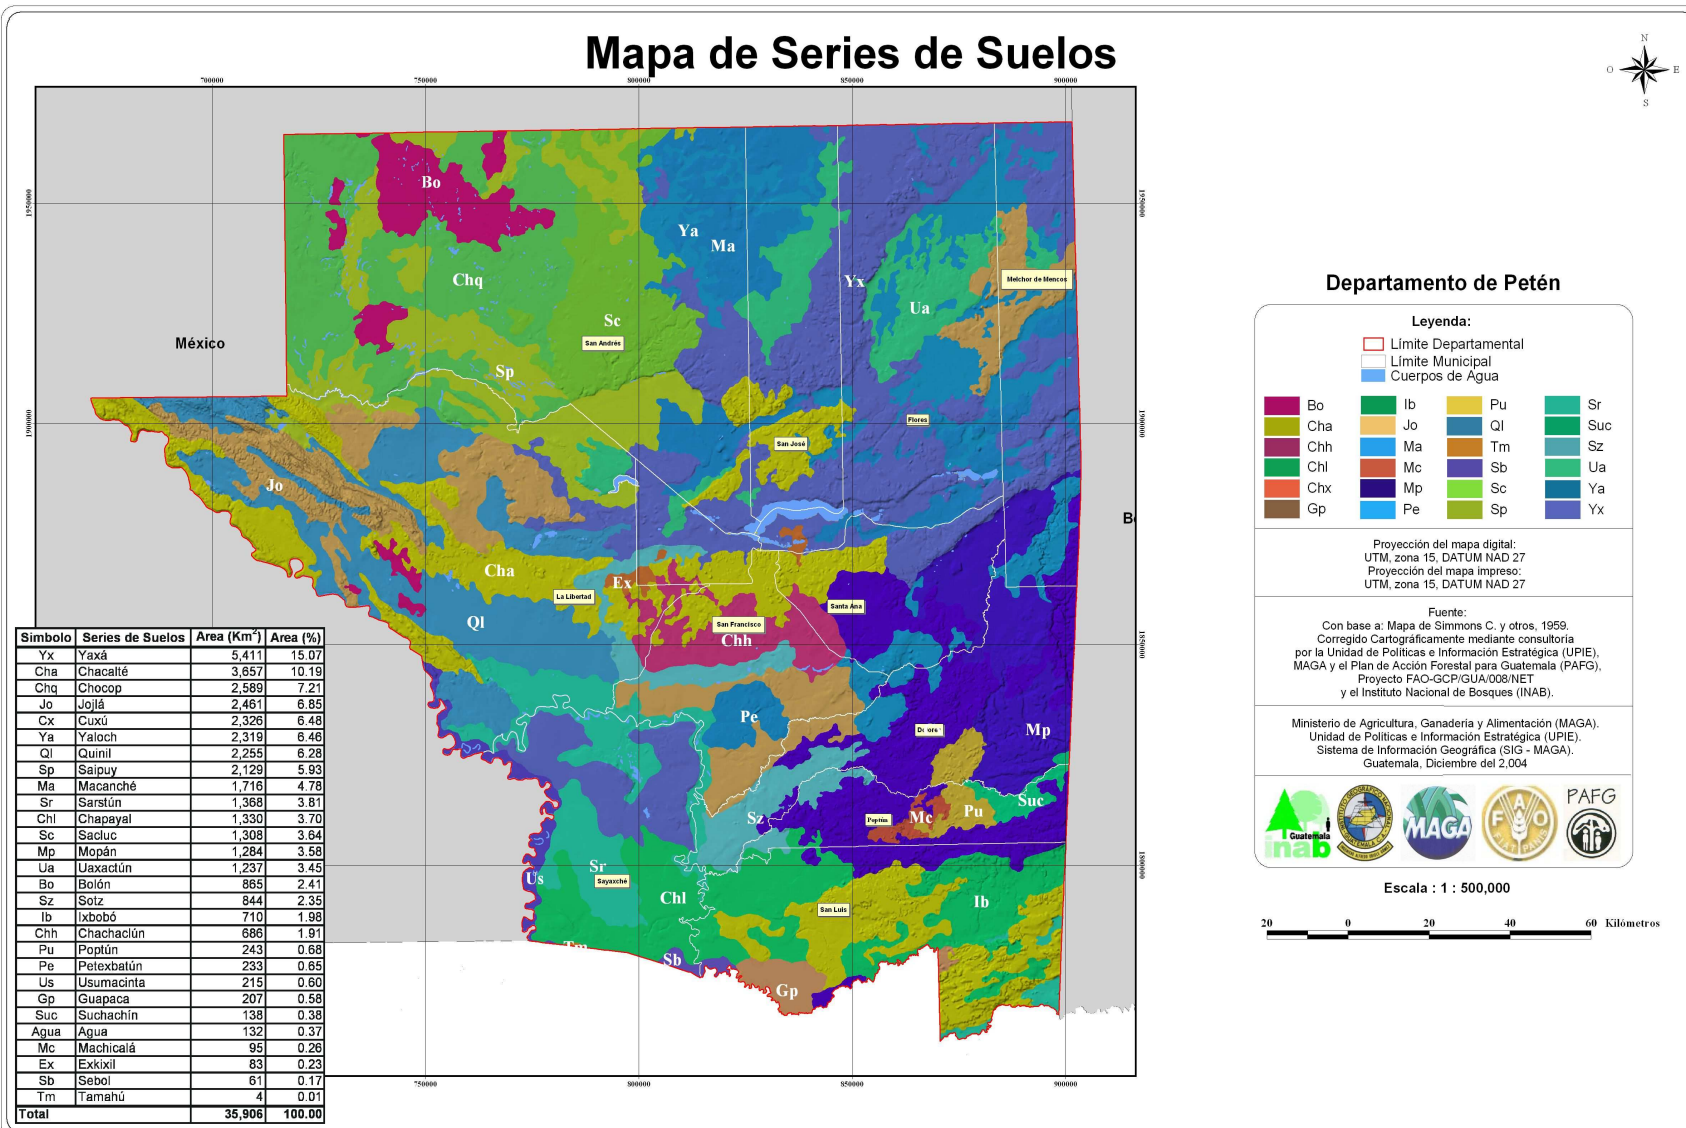 Mapa de Series de Suelos
N
O
E
S
700000
750000
800000
850000
900000
1950000
1950000
1900000
1900000
1850000
1800000
750000
800000
850000
900000
México
Bo
Chq
Sc
San Andrés
Sp
Ya
Ma
Yx
Ua
Melchor de Mencos
Flores
San José
Jo
Cha
Ex
La Libertad
Ql
San Francisco
Chh
Santa Ana
Pe
Mp
Suc
Pu
Mc
Poptún
Sz
Sr
Sayaxché
Us
Chl
San Luis
Ib
Tm
Sb
Gp
Simbolo Series de Suelos Area (Km²) Area (%)
Yx Yaxá 5,411 15.07
Cha Chacalté 3,657 10.19
Chq Chocop 2,589 7.21
Jo Jojlá 2,461 6.85
Cx Cuxú 2,326 6.48
Ya Yaloch 2,319 6.46
Ql Quinil 2,255 6.28
Sp Saipuy 2,129 5.93
Ma Macanché 1,716 4.78
Sr Sarstún 1,368 3.81
Chl Chapayal 1,330 3.70
Sc Sacluc 1,308 3.64
Mp Mopán 1,284 3.58
Ua Uaxactún 1,237 3.45
Bo Bolón 865 2.41
Sz Sotz 844 2.35
Ib Ixbobó 710 1.98
Chh Chachaclún 686 1.91
Pu Poptún 243 0.68
Pe Petexbatún 233 0.65
Us Usumacinta 215 0.60
Gp Guapaca 207 0.58
Suc Suchachín 138 0.38
Agua Agua 132 0.37
Mc Machicalá 95 0.26
Ex Exkixil 83 0.23
Sb Sebol 61 0.17
Tm Tamahú 4 0.01
Total 35,906 100.00
Departamento de Petén
Leyenda:
Límite Departamental
Límite Municipal
Cuerpos de Agua
Bo Ib Pu Sr
Cha Jo Ql Suc
Chh Ma Tm Sz
Chl Mc Sb Ua
Chx Mp Sc Ya
Gp Pe Sp Yx
Proyección del mapa digital:
UTM, zona 15, DATUM NAD 27
Proyección del mapa impreso:
UTM, zona 15, DATUM NAD 27
Fuente:
Con base a: Mapa de Simmons C. y otros, 1959.
Corregido Cartográficamente mediante consultoría
por la Unidad de Políticas e Información Estratégica (UPIE),
MAGA y el Plan de Acción Forestal para Guatemala (PAFG),
Proyecto FAO-GCP/GUA/008/NET
y el Instituto Nacional de Bosques (INAB).
Ministerio de Agricultura, Ganadería y Alimentación (MAGA).
Unidad de Políticas e Información Estratégica (UPIE).
Sistema de Información Geográfica (SIG - MAGA).
Guatemala, Diciembre del 2,004
Guatemala
inab
MAGA
FAO
FIAT PANIS
PAFG
Escala : 1 : 500,000
20 0 20 40 60 Kilómetros